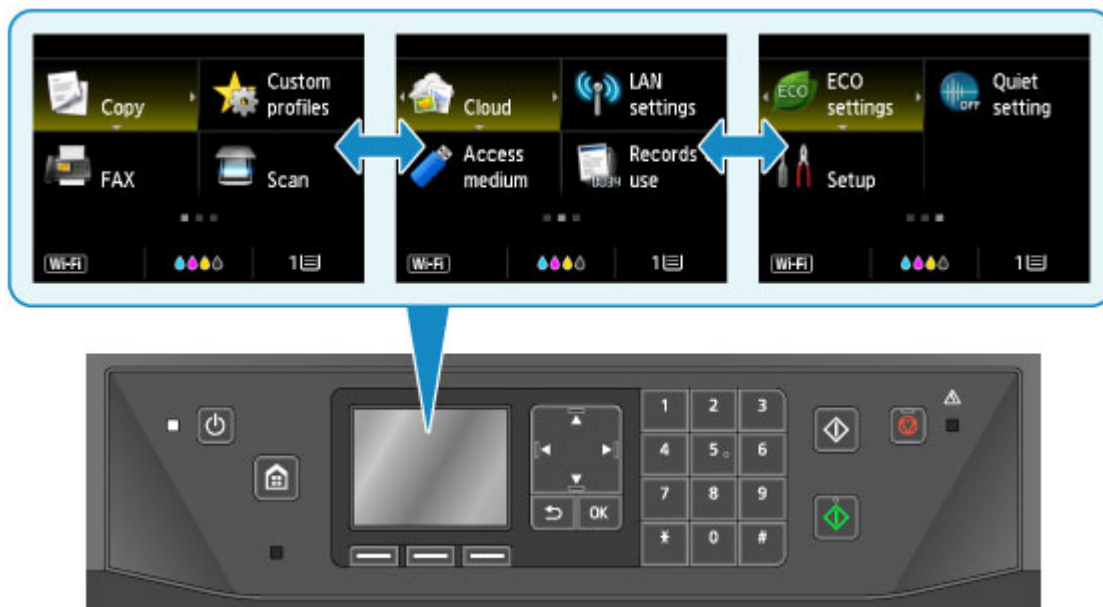 Copy
Custom
profiles
FAX
Scan
Wi-Fi
1
Cloud
LAN
settings
Access
medium
Records
use
0034
Wi-Fi
1
ECO
ECO
settings
OFF
Quiet
setting
Setup
Wi-Fi
1
1 2 3
4 5 6
7 8 9
* 0 #
OK